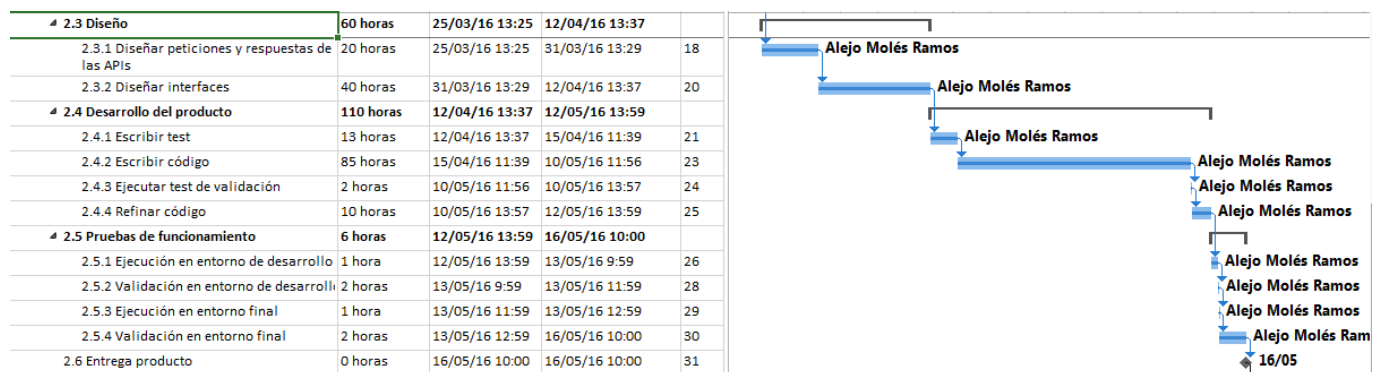 2.3 Diseño 60 horas 25/03/16 13:25 12/04/16 13:37
2.3.1 Diseñar peticiones y respuestas de 20 horas 25/03/16 13:25 31/03/16 13:29 18 Alejo Molés Ramos
las APIs
2.3.2 Diseñar interfaces 40 horas 31/03/16 13:29 12/04/16 13:37 20 Alejo Molés Ramos
2.4 Desarrollo del producto 110 horas 12/04/16 13:37 12/05/16 13:59
2.4.1 Escribir test 13 horas 12/04/16 13:37 15/04/16 11:39 21 Alejo Molés Ramos
2.4.2 Escribir código 85 horas 15/04/16 11:39 10/05/16 11:56 23 Alejo Molés Ramos
2.4.3 Ejecutar test de validación 2 horas 10/05/16 11:56 10/05/16 13:57 24 Alejo Molés Ramos
2.4.4 Refinar código 10 horas 10/05/16 13:57 12/05/16 13:59 25 Alejo Molés Ramos
2.5 Pruebas de funcionamiento 6 horas 12/05/16 13:59 16/05/16 10:00
2.5.1 Ejecución en entorno de desarrollo 1 hora 12/05/16 13:59 13/05/16 9:59 26 Alejo Molés Ramos
2.5.2 Validación en entorno de desarroll 2 horas 13/05/16 9:59 13/05/16 11:59 28 Alejo Molés Ramos
2.5.3 Ejecución en entorno final 1 hora 13/05/16 11:59 13/05/16 12:59 29 Alejo Molés Ramos
2.5.4 Validación en entorno final 2 horas 13/05/16 12:59 16/05/16 10:00 30 Alejo Molés Ram
2.6 Entrega producto 0 horas 16/05/16 10:00 16/05/16 10:00 31 16/05